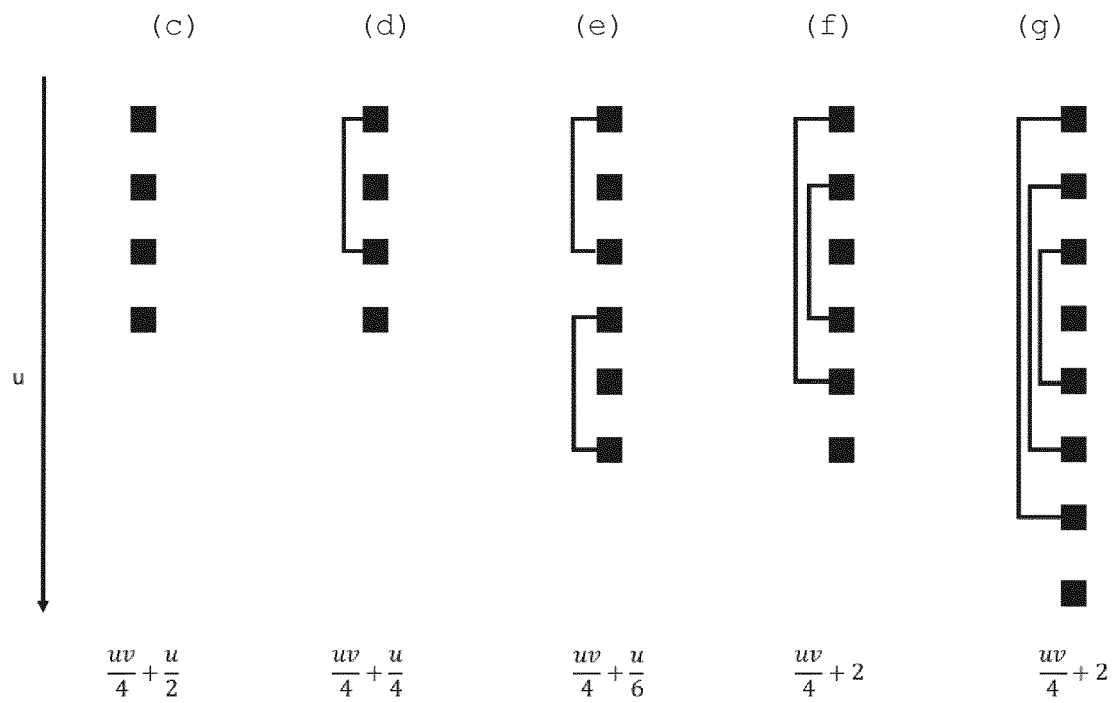 (c) (d) (e) (f) (g)
u
uv/4 + u/2 uv/4 + u/4 uv/4 + u/6 uv/4 + 2 uv/4 + 2